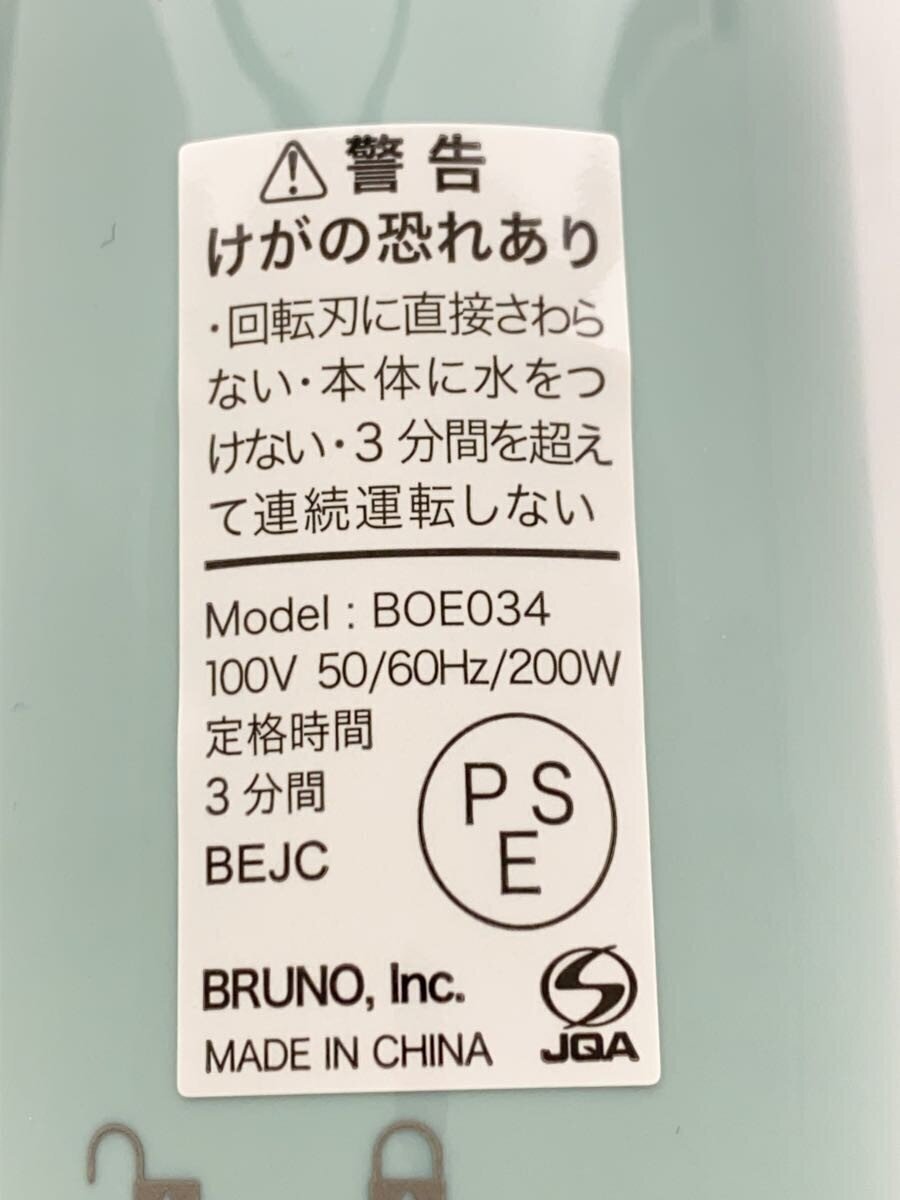 警告
けがの恐れあり
・回転刃に直接さわら
ない・本体に水をつ
けない・3分間を超え
て連続運転しない
Model : BOE034
100V 50/60Hz/200W
定格時間
3分間
BEJC
PSE
BRUNO, Inc.
MADE IN CHINA
JQA